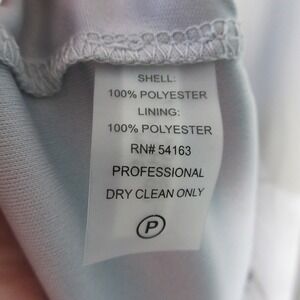 SHELL:
100% POLYESTER
LINING:
100% POLYESTER
RN# 54163
PROFESSIONAL
DRY CLEAN ONLY
P